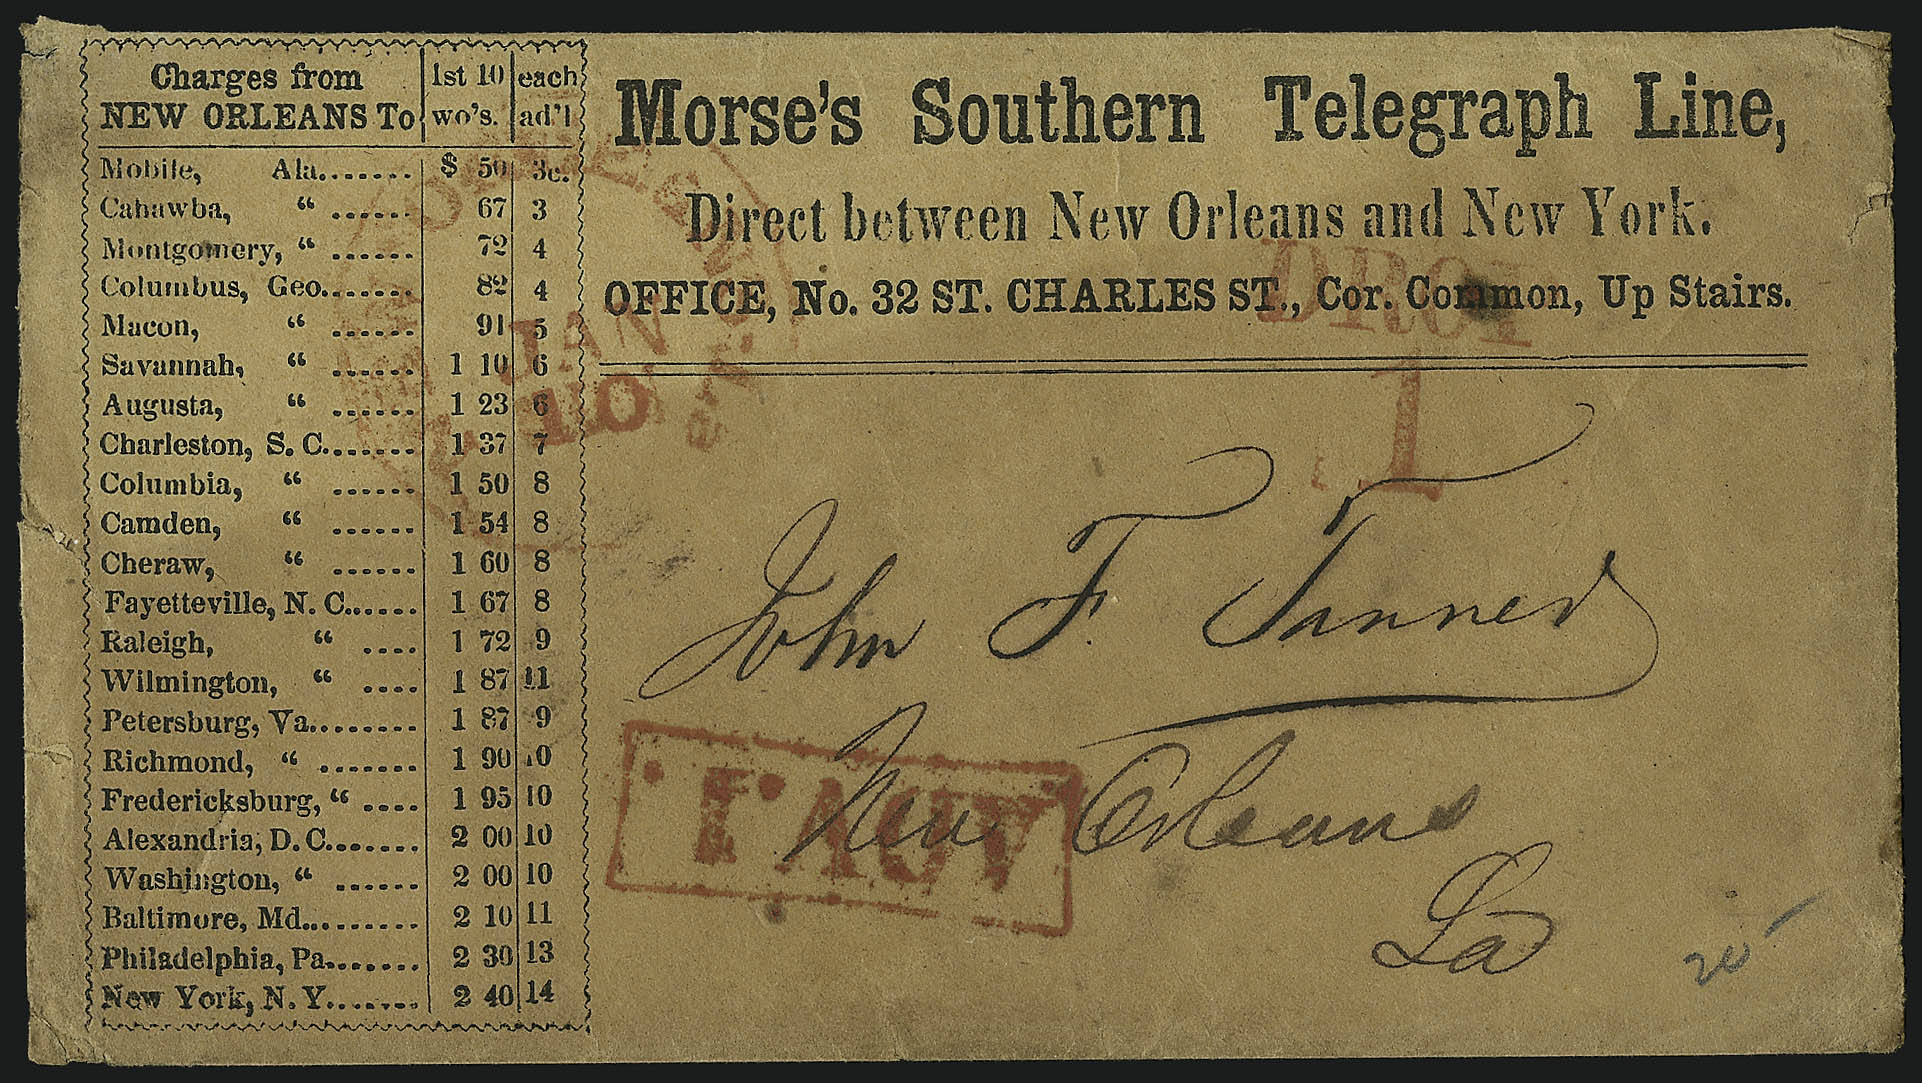 Charges from 1st 10 each
NEW ORLEANS To wo's. ad'l
Mobile, Ala....... $ 50 3c.
Cahawba, “ ...... 67 3
Montgomery, “ ...... 72 4
Columbus, Geo....... 82 4
Macon, “ ...... 91 5
Savannah, “ ...... 1 10 6
Augusta, “ ...... 1 23 6
Charleston, S. C....... 1 37 7
Columbia, “ ...... 1 50 8
Camden, “ ...... 1 54 8
Cheraw, “ ...... 1 60 8
Fayetteville, N. C...... 1 67 8
Raleigh, “ .... 1 72 9
Wilmington, “ .... 1 87 11
Petersburg, Va........ 1 87 9
Richmond, “ ....... 1 90 10
Fredericksburg, “ .... 1 95 10
Alexandria, D. C....... 2 00 10
Washington, “ ...... 2 00 10
Baltimore, Md......... 2 10 11
Philadelphia, Pa....... 2 30 13
New York, N. Y....... 2 40 14
Morse's Southern Telegraph Line,
Direct between New Orleans and New York.
OFFICE, No. 32 ST. CHARLES ST., Cor. Common, Up Stairs.
JAN
10
DROP
1
John F. Tanner
New Orleans
La